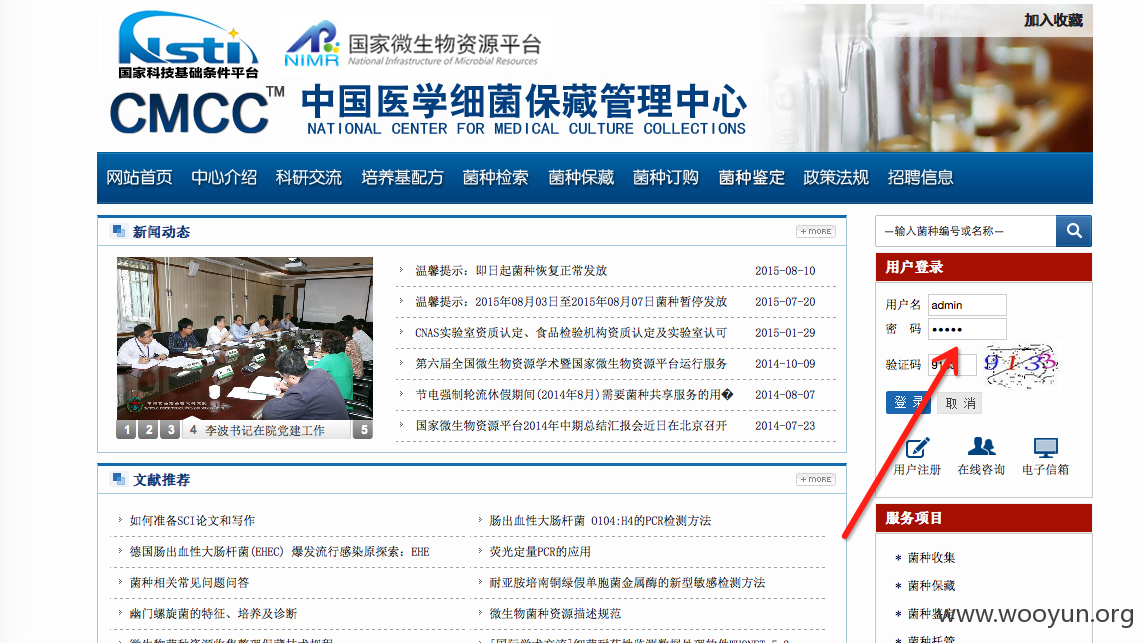 加入收藏
Nsti
国家科技基础条件平台
NIMR 国家微生物资源平台
National Infrastructure of Microbial Resources
CMCC™ 中国医学细菌保藏管理中心
NATIONAL CENTER FOR MEDICAL CULTURE COLLECTIONS
网站首页 中心介绍 科研交流 培养基配方 菌种检索 菌种保藏 菌种订购 菌种鉴定 政策法规 招聘信息
新闻动态
+ MORE
温馨提示：即日起菌种恢复正常发放 2015-08-10
温馨提示：2015年08月03日至2015年08月07日菌种暂停发放 2015-07-20
CNAS实验室资质认定、食品检验机构资质认定及实验室认可 2015-01-29
第六届全国微生物资源学术暨国家微生物资源平台运行服务 2014-10-09
节电强制轮流休假期间(2014年8月)需要菌种共享服务的用� 2014-08-07
国家微生物资源平台2014年中期总结汇报会近日在北京召开 2014-07-23
1 2 3 4 李波书记在院党建工作 5
文献推荐
+ MORE
如何准备SCI论文和写作
肠出血性大肠杆菌 0104:H4的PCR检测方法
德国肠出血性大肠杆菌(EHEC) 爆发流行感染原探索: EHE
荧光定量PCR的应用
菌种相关常见问题问答
耐亚胺培南铜绿假单胞菌金属酶的新型敏感检测方法
幽门螺旋菌的特征、培养及诊断
微生物菌种资源描述规范
—输入菌种编号或名称—
用户登录
用户名 admin
密 码 •••••
验证码 9133
登 录 取 消
用户注册 在线咨询 电子信箱
服务项目
* 菌种收集
* 菌种保藏
* 菌种鉴定
* 菌种托管
www.wooyun.org